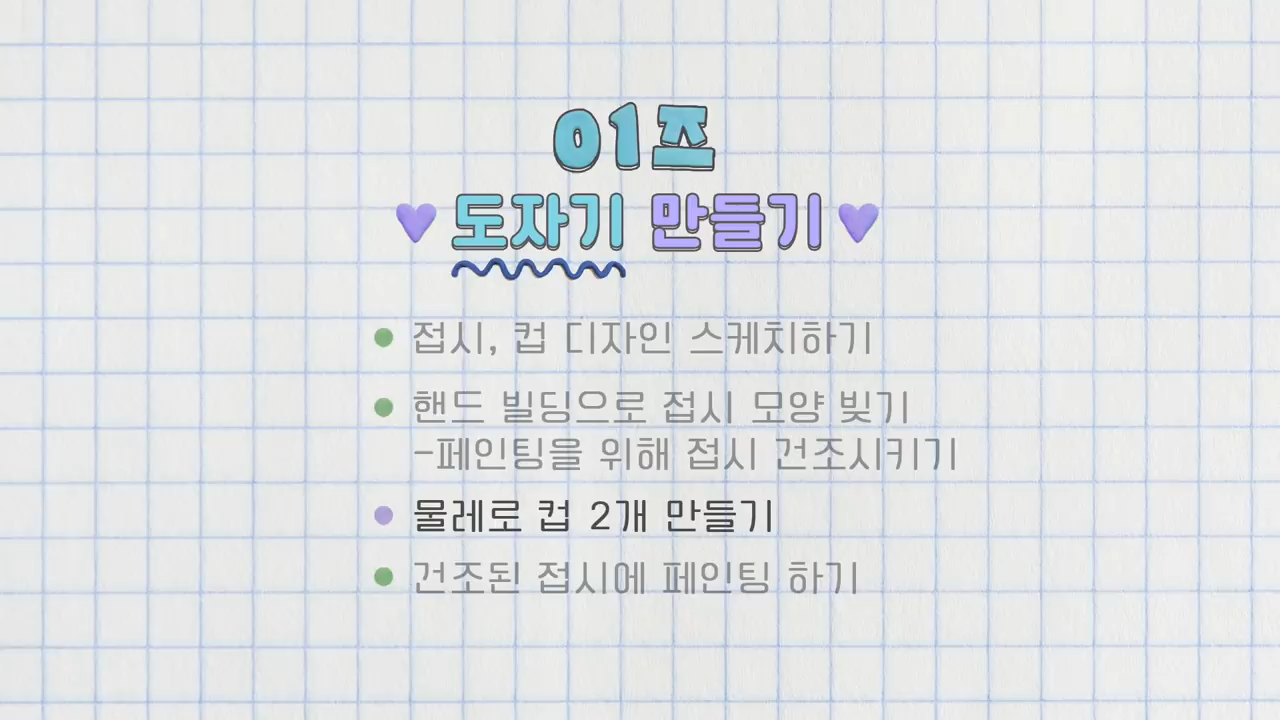 01조
도자기 만들기
접시, 컵 디자인 스케치하기
핸드 빌딩으로 접시 모양 빚기
-페인팅을 위해 접시 건조시키기
물레로 컵 2개 만들기
건조된 접시에 페인팅 하기